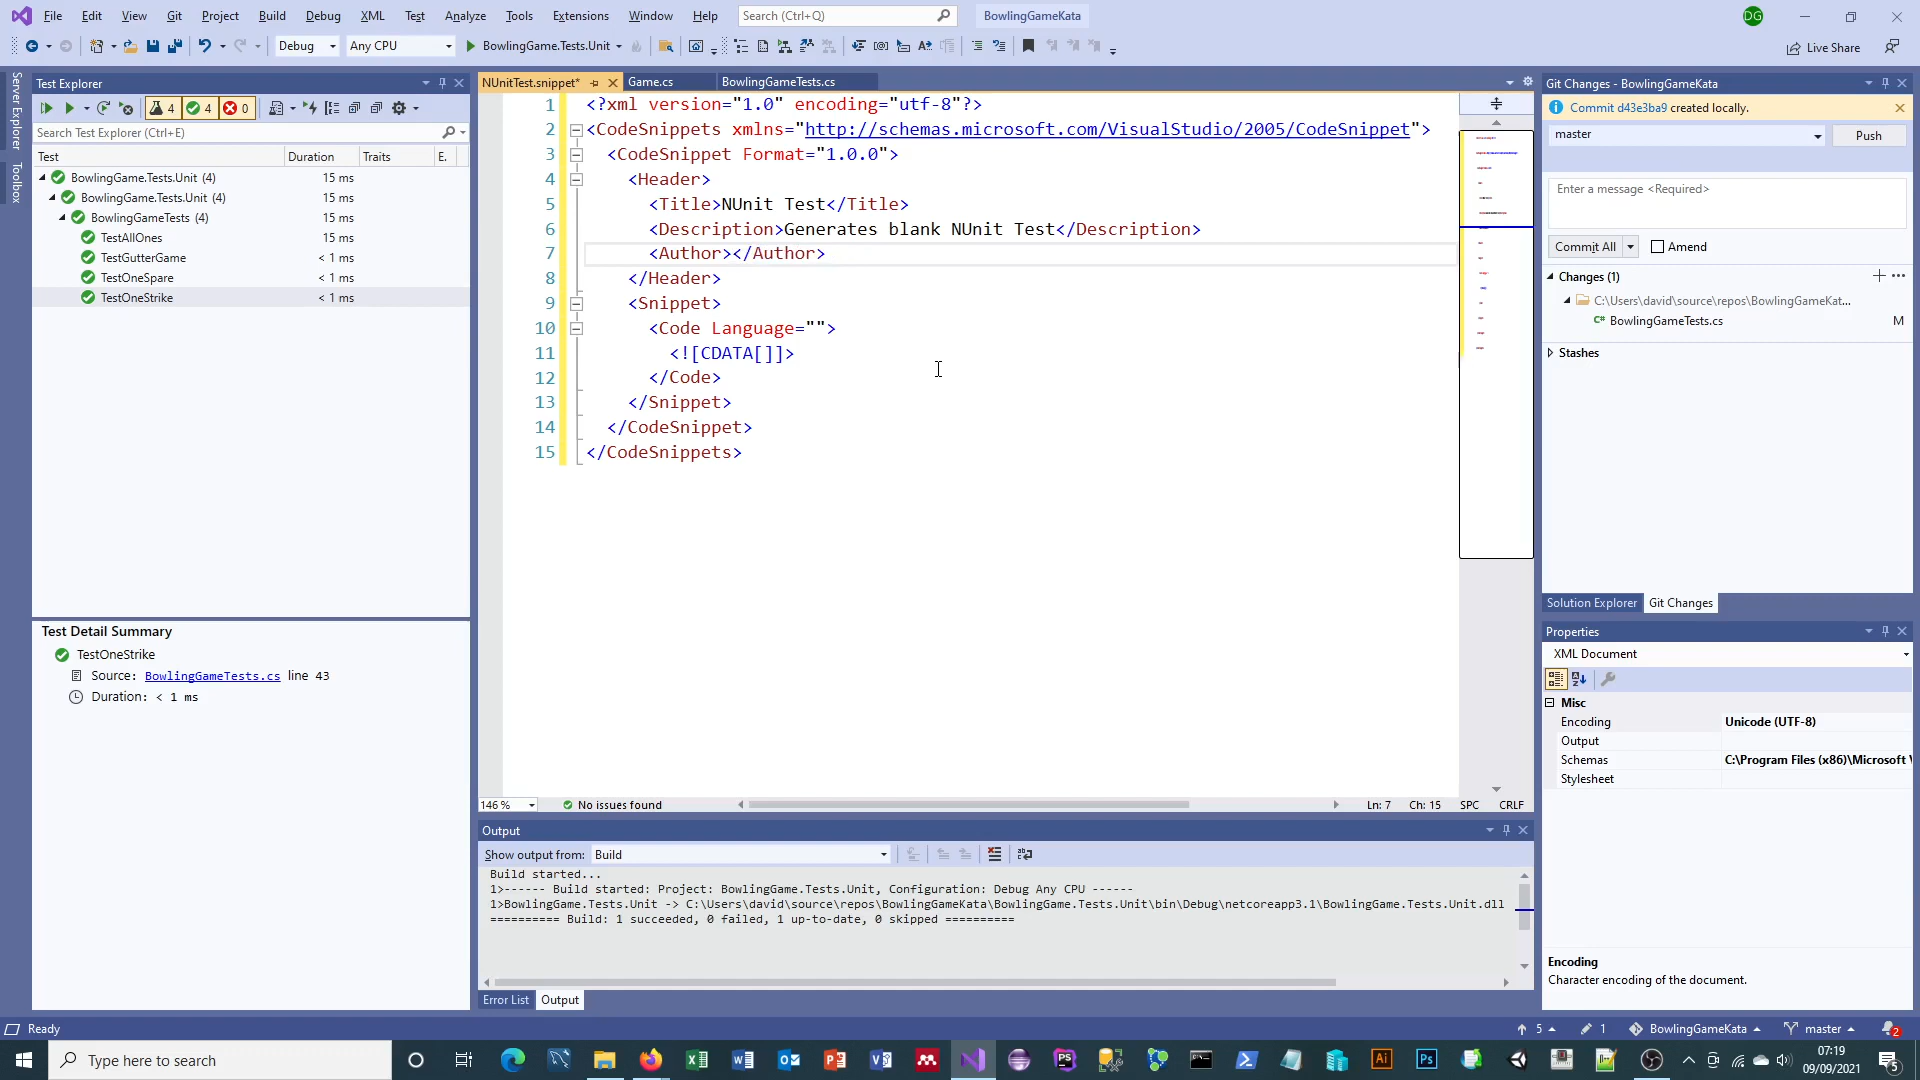 File Edit View Git Project Build Debug XML Test Analyze Tools Extensions Window Help Search (Ctrl+Q) BowlingGameKata DG
Debug Any CPU BowlingGame.Tests.Unit Live Share
Server Explorer
Toolbox
Test Explorer
4 4 0
Search Test Explorer (Ctrl+E)
Test Duration Traits E.
BowlingGame.Tests.Unit (4) 15 ms
BowlingGame.Tests.Unit (4) 15 ms
BowlingGameTests (4) 15 ms
TestAllOnes 15 ms
TestGutterGame < 1 ms
TestOneSpare < 1 ms
TestOneStrike < 1 ms
Test Detail Summary
TestOneStrike
Source: BowlingGameTests.cs line 43
Duration: < 1 ms
NUnitTest.snippet* Game.cs BowlingGameTests.cs
1 <?xml version="1.0" encoding="utf-8"?>
2 <CodeSnippets xmlns="http://schemas.microsoft.com/VisualStudio/2005/CodeSnippet">
3 <CodeSnippet Format="1.0.0">
4 <Header>
5 <Title>NUnit Test</Title>
6 <Description>Generates blank NUnit Test</Description>
7 <Author></Author>
8 </Header>
9 <Snippet>
10 <Code Language="">
11 <![CDATA[]]>
12 </Code>
13 </Snippet>
14 </CodeSnippet>
15 </CodeSnippets>
146 % No issues found Ln: 7 Ch: 15 SPC CRLF
Output
Show output from: Build
Build started...
1>------ Build started: Project: BowlingGame.Tests.Unit, Configuration: Debug Any CPU ------
1>BowlingGame.Tests.Unit -> C:\Users\david\source\repos\BowlingGameKata\BowlingGame.Tests.Unit\bin\Debug\netcoreapp3.1\BowlingGame.Tests.Unit.dll
========== Build: 1 succeeded, 0 failed, 1 up-to-date, 0 skipped ==========
Error List Output
Git Changes - BowlingGameKata
Commit d43e3ba9 created locally.
master Push
Enter a message <Required>
Commit All Amend
Changes (1)
C:\Users\david\source\repos\BowlingGameKat...
C# BowlingGameTests.cs M
Stashes
Solution Explorer Git Changes
Properties
XML Document
Misc
Encoding Unicode (UTF-8)
Output
Schemas C:\Program Files (x86)\Microsoft
Stylesheet
Encoding
Character encoding of the document.
Ready 5 1 BowlingGameKata master 2
Type here to search 07:19
09/09/2021 5